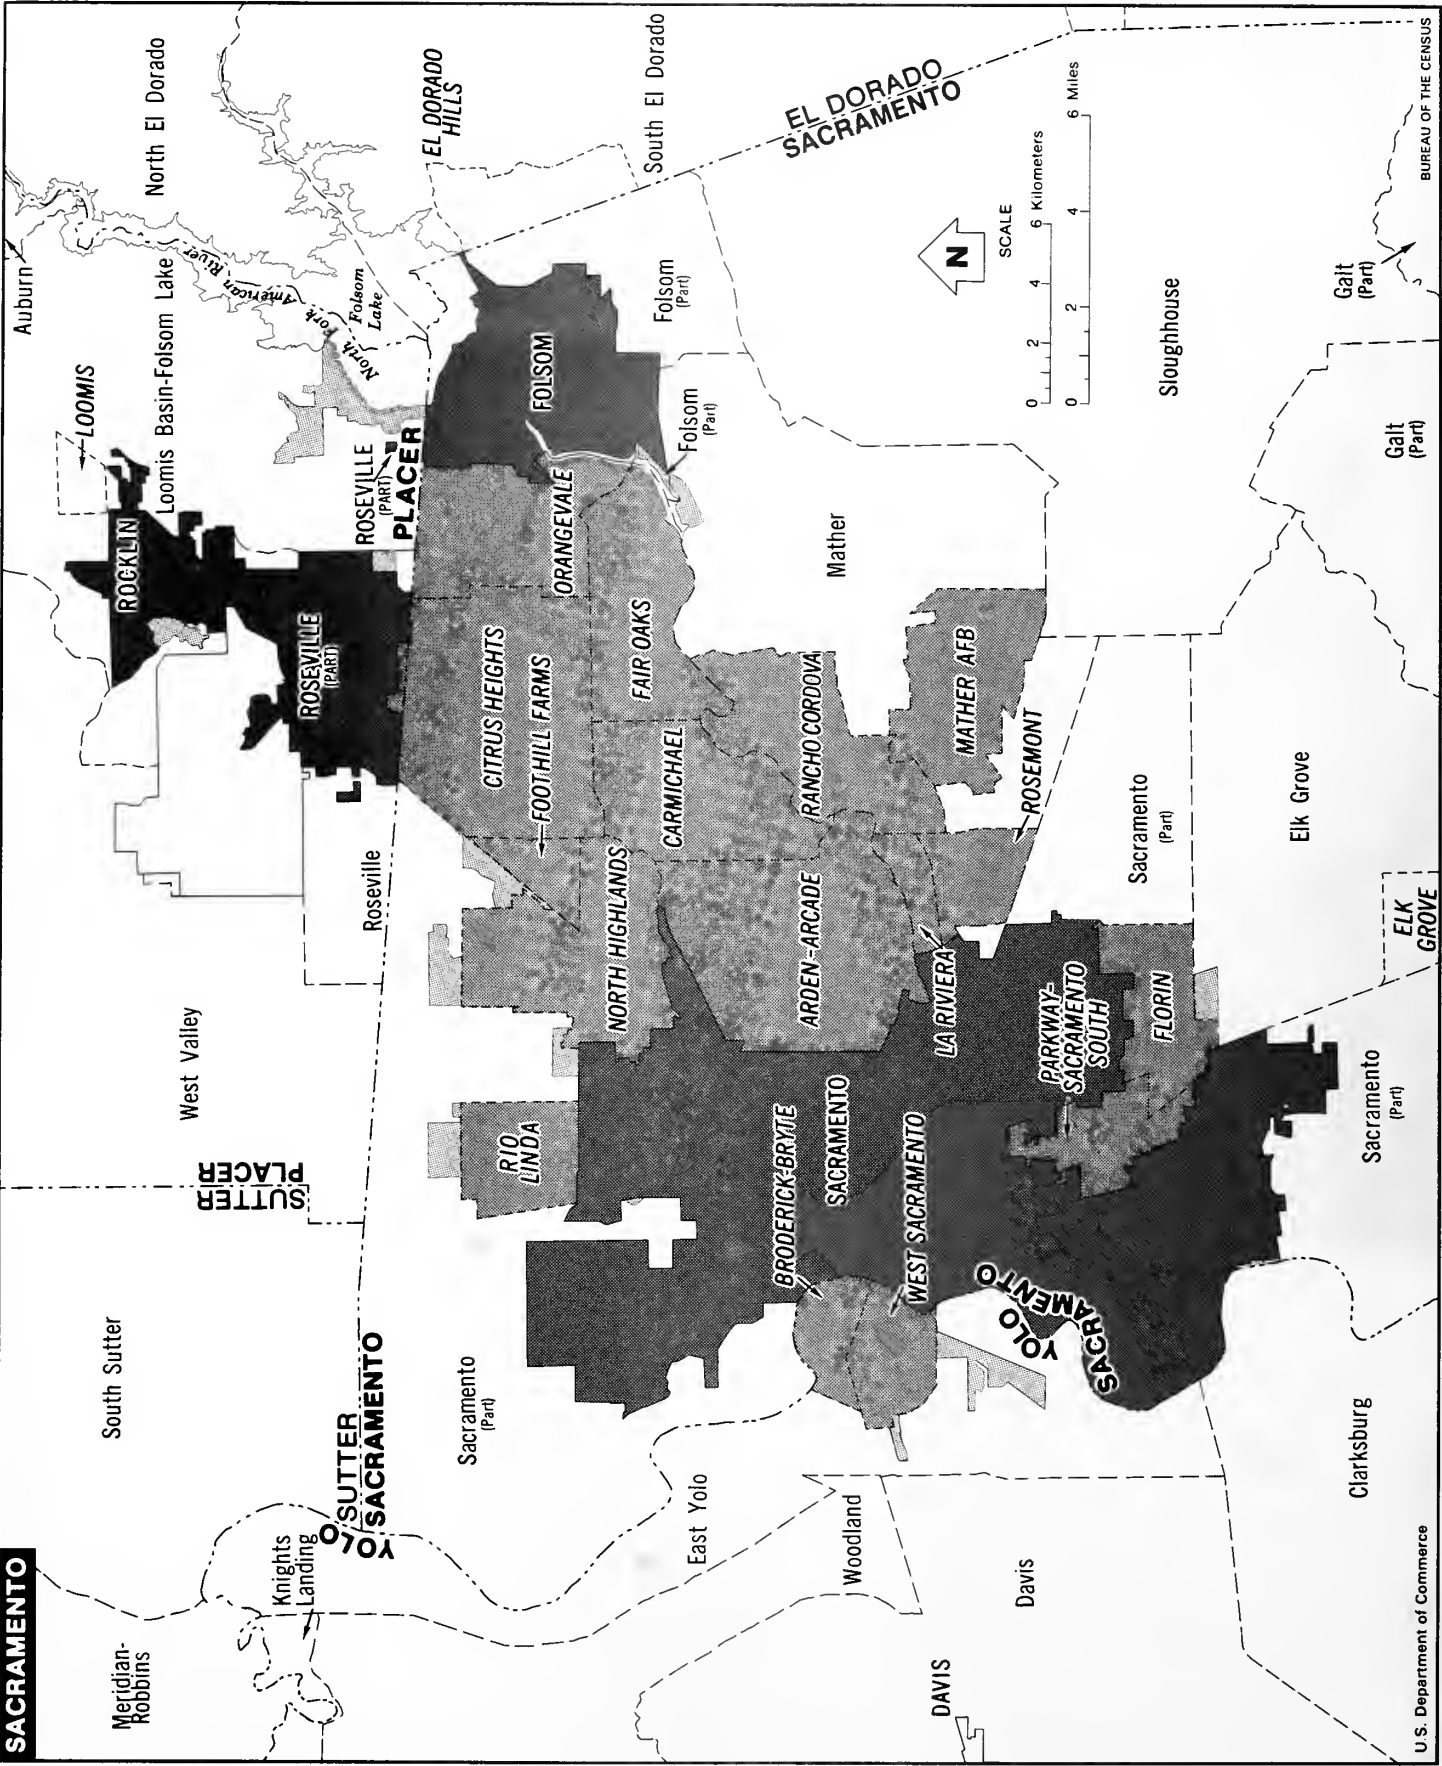 SACRAMENTO
Meridian-
Robbins
Knights
Landing
South Sutter
West Valley
SUTTER
PLACER
YOLO
SUTTER
YOLO
SACRAMENTO
Roseville
Auburn
LOOMIS
Loomis Basin-Folsom Lake
North El Dorado
North
Fork
American
River
Folsom
Lake
EL DORADO
HILLS
ROCKLIN
ROSEVILLE
(PART)
ROSEVILLE
(PART)
PLACER
South El Dorado
EL DORADO
SACRAMENTO
FOLSOM
Folsom
(Part)
Folsom
(Part)
ORANGEVALE
CITRUS HEIGHTS
FOOTHILL FARMS
FAIR OAKS
CARMICHAEL
RANCHO CORDOVA
NORTH HIGHLANDS
ARDEN-ARCADE
LA RIVIERA
MATHER AFB
ROSEMONT
Mather
RIO
LINDA
Sacramento
(Part)
SACRAMENTO
BRODERICK-BRYTE
WEST SACRAMENTO
PARKWAY-
SACRAMENTO
SOUTH
FLORIN
YOLO
SACRAMENTO
YOLO
SACRAMENTO
Sacramento
(Part)
Elk Grove
ELK
GROVE
Sacramento
(Part)
Sloughhouse
Galt
(Part)
Galt
(Part)
East Yolo
Woodland
Davis
DAVIS
Clarksburg
N
SCALE
0 2 4 6 Kilometers
0 2 4 6 Miles
U.S. Department of Commerce
BUREAU OF THE CENSUS